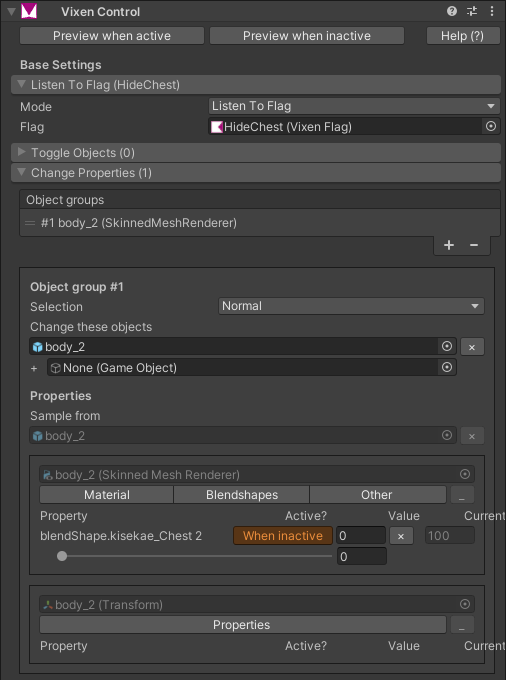 Vixen Control
Preview when active Preview when inactive Help (?)
Base Settings
Listen To Flag (HideChest)
Mode Listen To Flag
Flag HideChest (Vixen Flag)
Toggle Objects (0)
Change Properties (1)
Object groups
#1 body_2 (SkinnedMeshRenderer)
+ −
Object group #1
Selection Normal
Change these objects
body_2 ×
+ None (Game Object)
Properties
Sample from
body_2 ×
body_2 (Skinned Mesh Renderer)
Material Blendshapes Other _
Property Active? Value Current
blendShape.kisekae_Chest 2 When inactive 0 × 100
0
body_2 (Transform)
Properties _
Property Active? Value Current